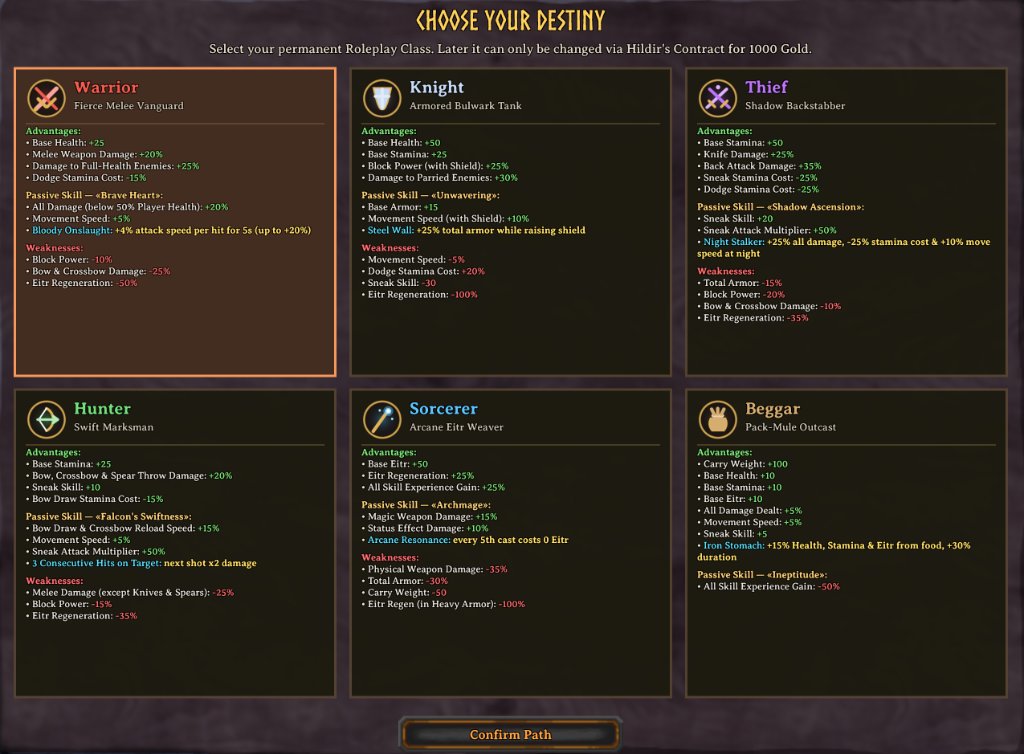 CHOOSE YOUR DESTINY
Select your permanent Roleplay Class. Later it can only be changed via Hildir's Contract for 1000 Gold.
Warrior
Fierce Melee Vanguard
Advantages:
• Base Health: +25
• Melee Weapon Damage: +20%
• Damage to Full-Health Enemies: +25%
• Dodge Stamina Cost: -15%
Passive Skill — «Brave Heart»:
• All Damage (below 50% Player Health): +20%
• Movement Speed: +5%
• Bloody Onslaught: +4% attack speed per hit for 5s (up to +20%)
Weaknesses:
• Block Power: -10%
• Bow & Crossbow Damage: -25%
• Eitr Regeneration: -50%
Knight
Armored Bulwark Tank
Advantages:
• Base Health: +50
• Base Stamina: +25
• Block Power (with Shield): +25%
• Damage to Parried Enemies: +30%
Passive Skill — «Unwavering»:
• Base Armor: +15
• Movement Speed (with Shield): +10%
• Steel Wall: +25% total armor while raising shield
Weaknesses:
• Movement Speed: -5%
• Dodge Stamina Cost: +20%
• Sneak Skill: -30
• Eitr Regeneration: -100%
Thief
Shadow Backstabber
Advantages:
• Base Stamina: +50
• Knife Damage: +25%
• Back Attack Damage: +35%
• Sneak Stamina Cost: -25%
• Dodge Stamina Cost: -25%
Passive Skill — «Shadow Ascension»:
• Sneak Skill: +20
• Sneak Attack Multiplier: +50%
• Night Stalker: +25% all damage, -25% stamina cost & +10% move
speed at night
Weaknesses:
• Total Armor: -15%
• Block Power: -20%
• Bow & Crossbow Damage: -10%
• Eitr Regeneration: -35%
Hunter
Swift Marksman
Advantages:
• Base Stamina: +25
• Bow, Crossbow & Spear Throw Damage: +20%
• Sneak Skill: +10
• Bow Draw Stamina Cost: -15%
Passive Skill — «Falcon's Swiftness»:
• Bow Draw & Crossbow Reload Speed: +15%
• Movement Speed: +5%
• Sneak Attack Multiplier: +50%
• 3 Consecutive Hits on Target: next shot x2 damage
Weaknesses:
• Melee Damage (except Knives & Spears): -25%
• Block Power: -15%
• Eitr Regeneration: -35%
Sorcerer
Arcane Eitr Weaver
Advantages:
• Base Eitr: +50
• Eitr Regeneration: +25%
• All Skill Experience Gain: +25%
Passive Skill — «Archmage»:
• Magic Weapon Damage: +15%
• Status Effect Damage: +10%
• Arcane Resonance: every 5th cast costs 0 Eitr
Weaknesses:
• Physical Weapon Damage: -35%
• Total Armor: -30%
• Carry Weight: -50
• Eitr Regen (in Heavy Armor): -100%
Beggar
Pack-Mule Outcast
Advantages:
• Carry Weight: +100
• Base Health: +10
• Base Stamina: +10
• Base Eitr: +10
• All Damage Dealt: +5%
• Movement Speed: +5%
• Sneak Skill: +5
• Iron Stomach: +15% Health, Stamina & Eitr from food, +30%
duration
Passive Skill — «Ineptitude»:
• All Skill Experience Gain: -50%
Confirm Path